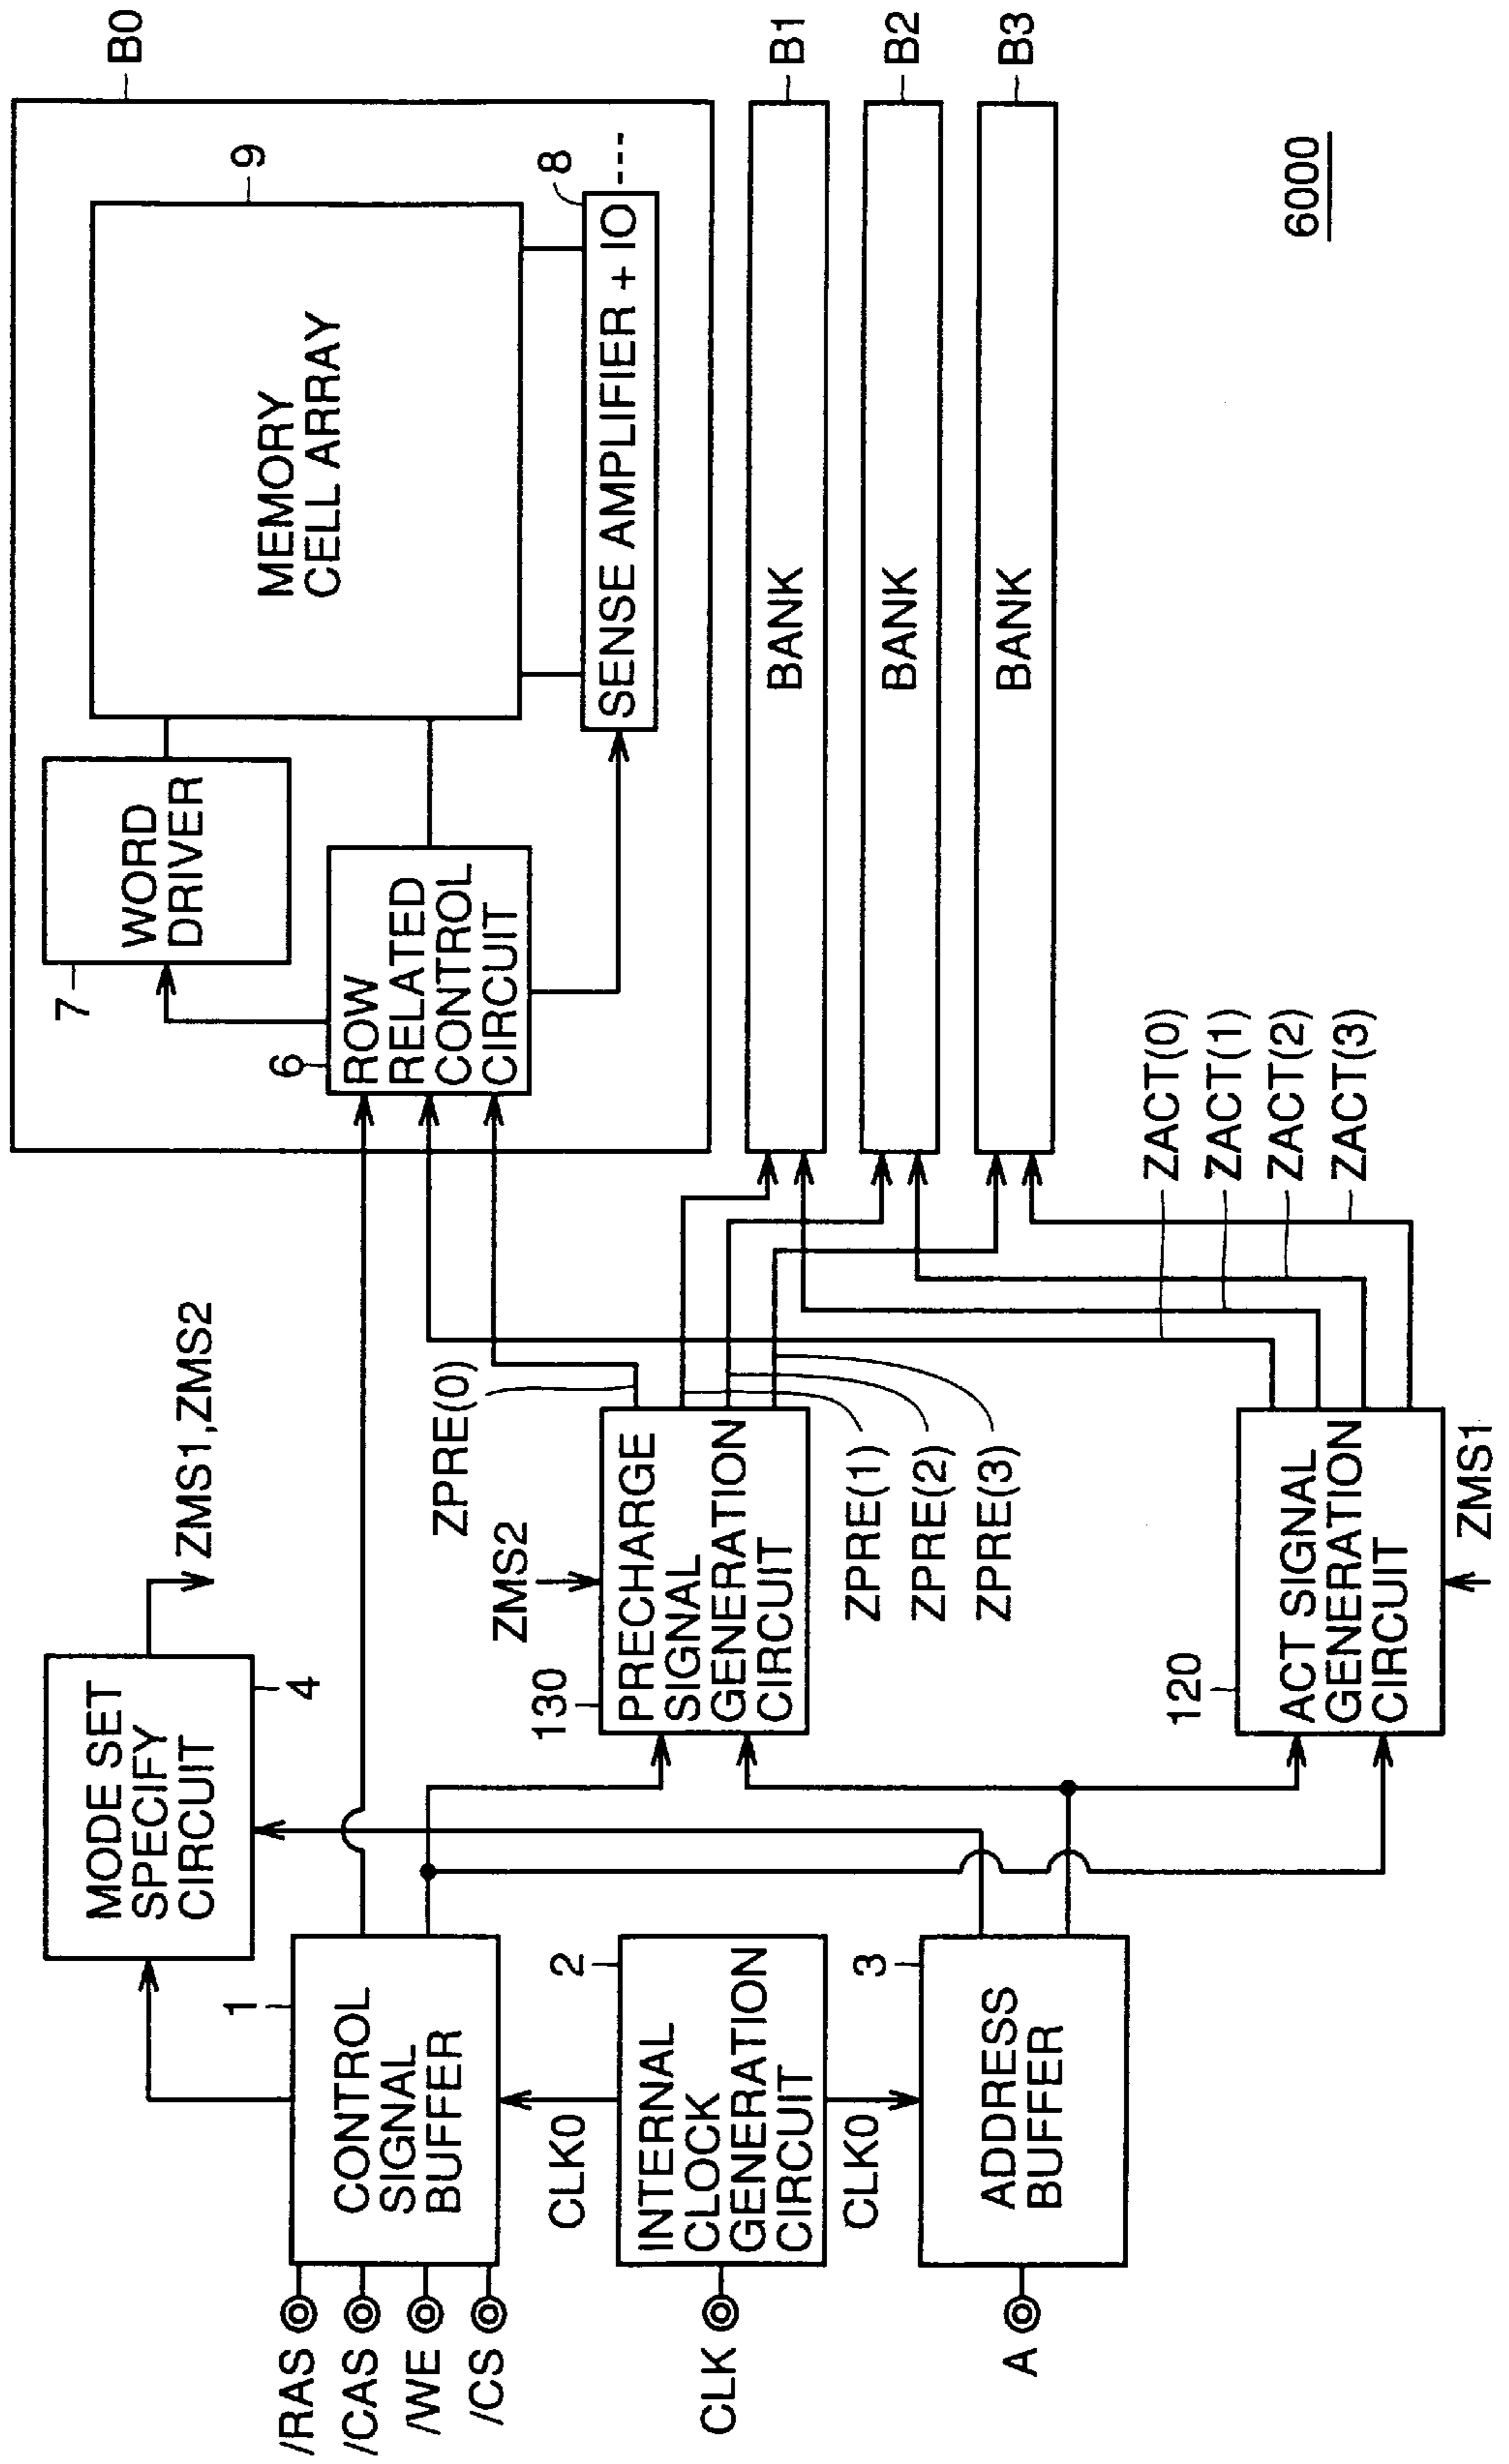 B0
9
MEMORY
CELL ARRAY
8
SENSE AMPLIFIER + IO
7
WORD
DRIVER
6
ROW
RELATED
CONTROL
CIRCUIT
BANK
B1
BANK
B2
BANK
B3
6000
MODE SET
SPECIFY
CIRCUIT
4
ZMS1,ZMS2
/RAS
/CAS
/WE
/CS
1
CONTROL
SIGNAL
BUFFER
CLK0
CLK
2
INTERNAL
CLOCK
GENERATION
CIRCUIT
CLK0
A
3
ADDRESS
BUFFER
ZMS2
130
PRECHARGE
SIGNAL
GENERATION
CIRCUIT
ZPRE(0)
ZPRE(1)
ZPRE(2)
ZPRE(3)
120
ACT SIGNAL
GENERATION
CIRCUIT
ZMS1
ZACT(0)
ZACT(1)
ZACT(2)
ZACT(3)